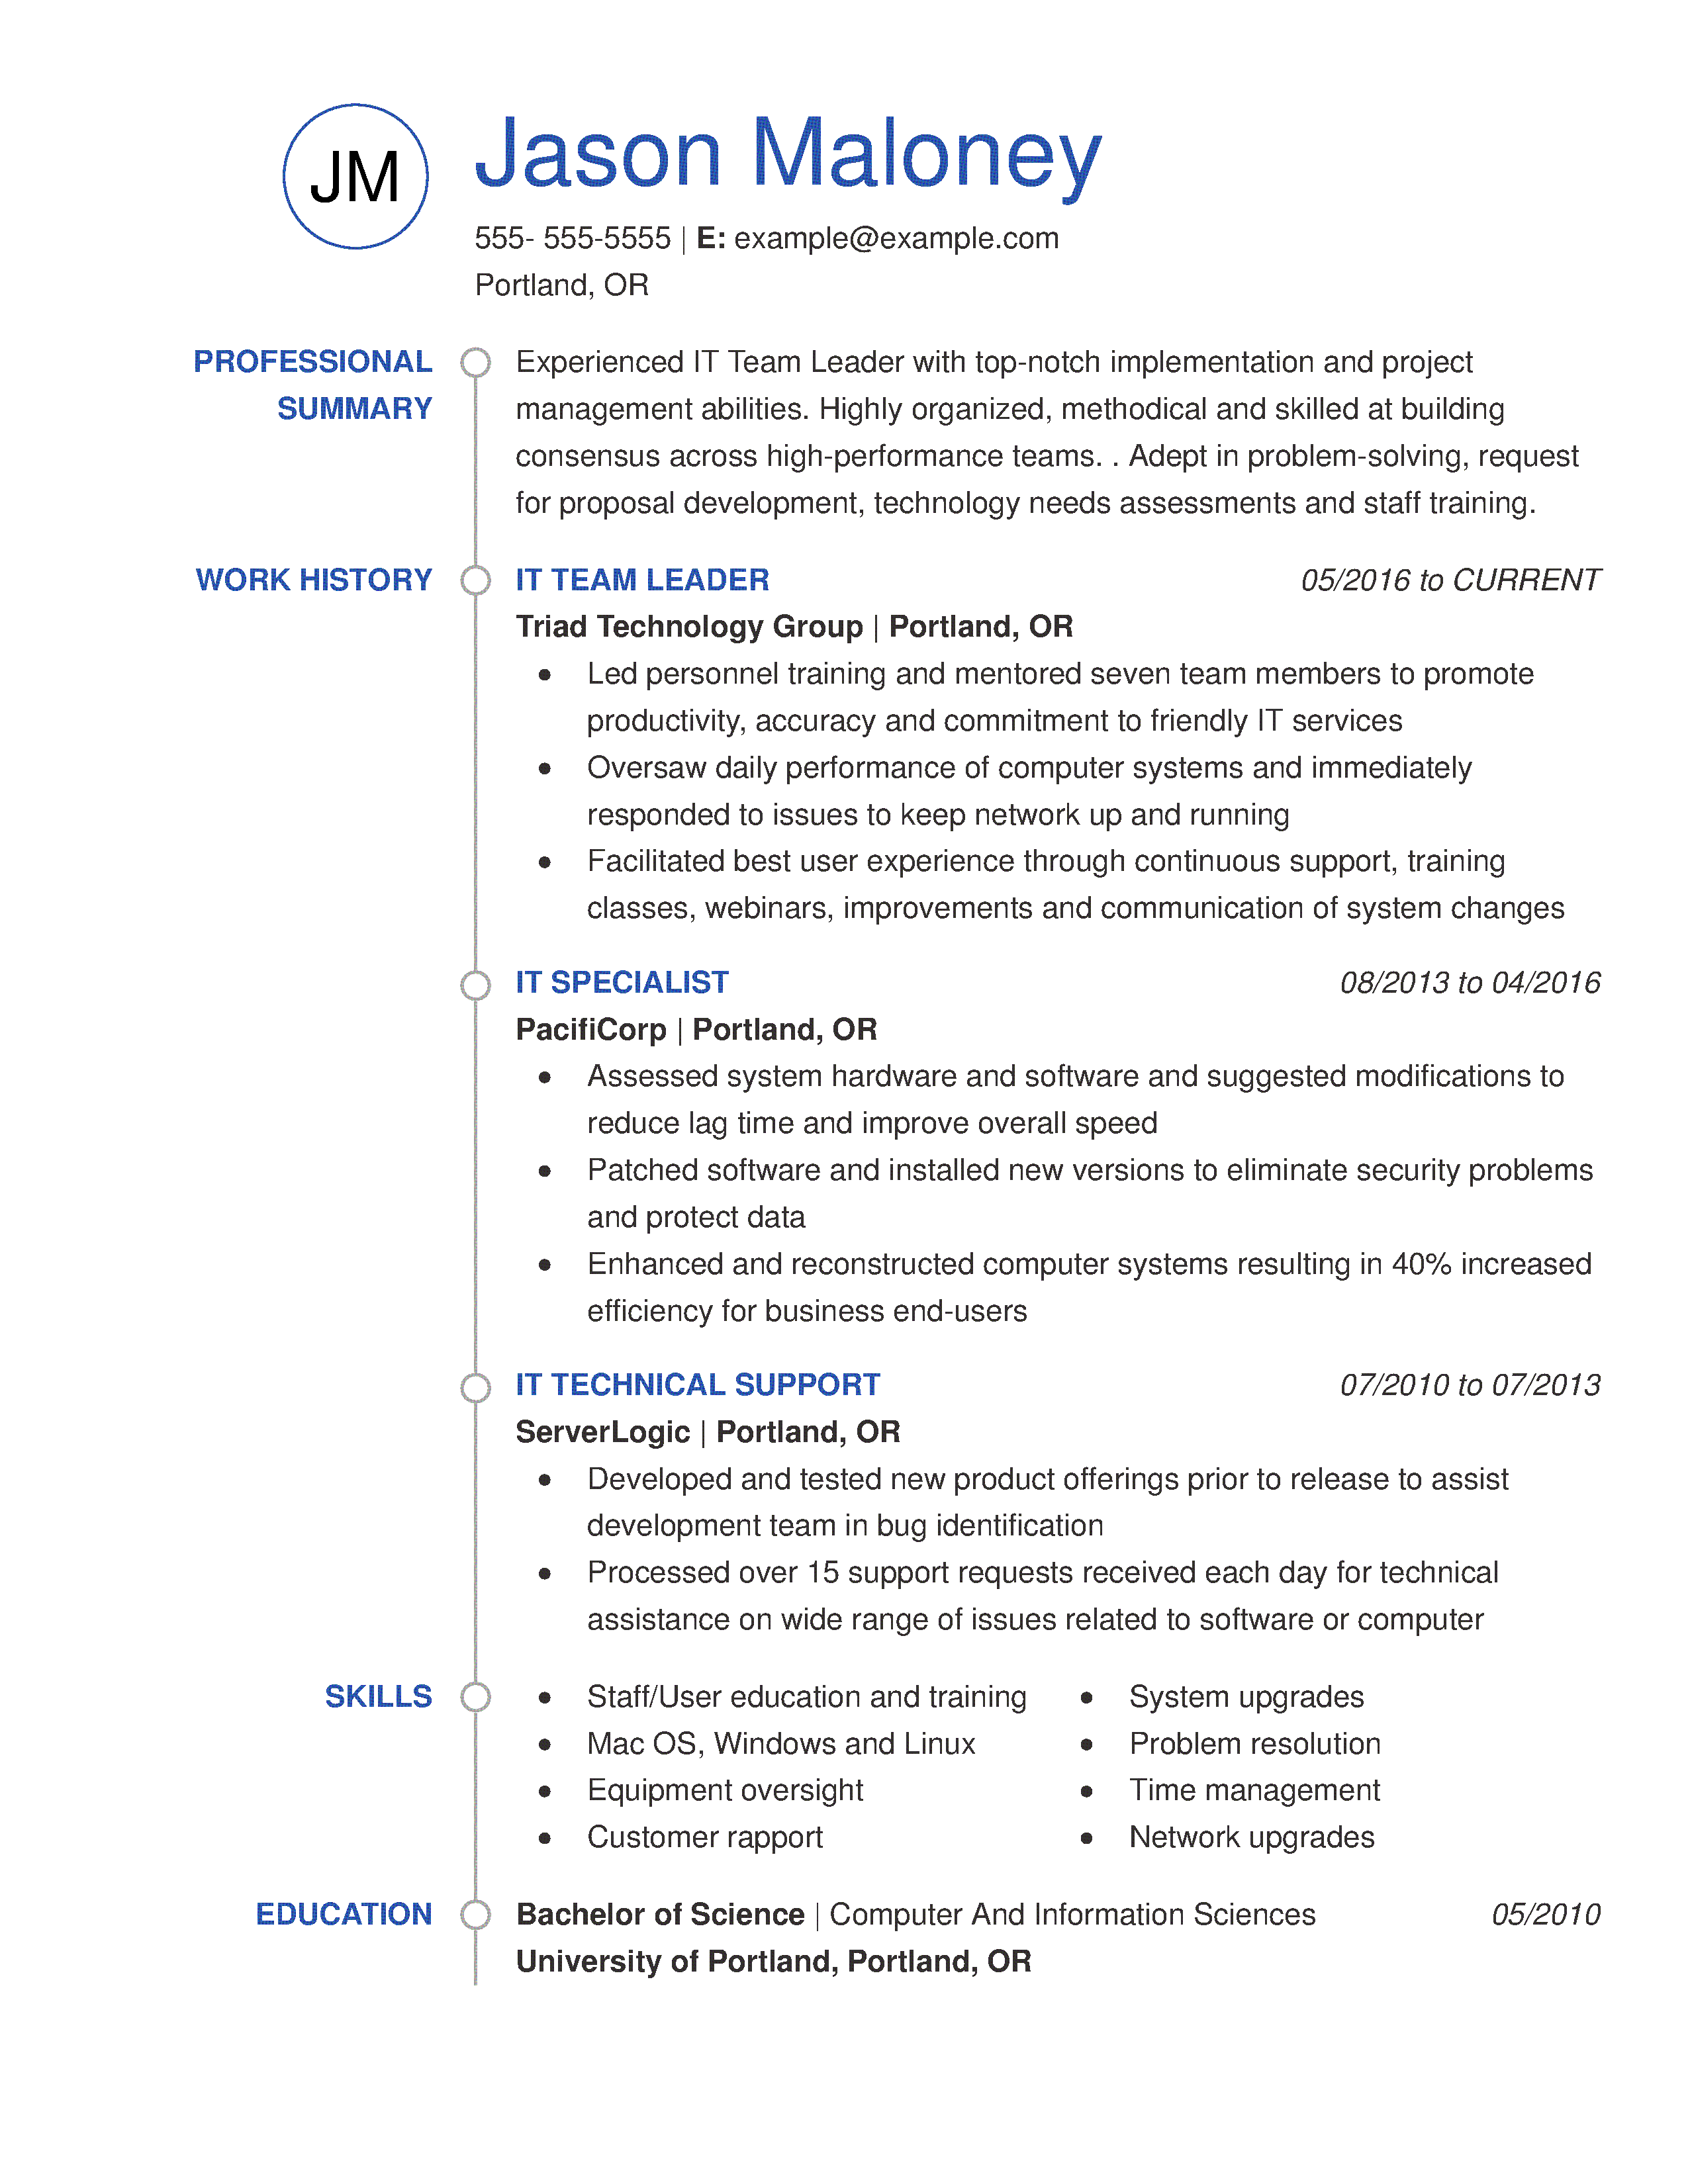 JM
Jason Maloney
555- 555-5555 | E: example@example.com
Portland, OR
PROFESSIONAL
SUMMARY
Experienced IT Team Leader with top-notch implementation and project
management abilities. Highly organized, methodical and skilled at building
consensus across high-performance teams. . Adept in problem-solving, request
for proposal development, technology needs assessments and staff training.
WORK HISTORY
IT TEAM LEADER 05/2016 to CURRENT
Triad Technology Group | Portland, OR
• Led personnel training and mentored seven team members to promote
productivity, accuracy and commitment to friendly IT services
• Oversaw daily performance of computer systems and immediately
responded to issues to keep network up and running
• Facilitated best user experience through continuous support, training
classes, webinars, improvements and communication of system changes
IT SPECIALIST 08/2013 to 04/2016
PacifiCorp | Portland, OR
• Assessed system hardware and software and suggested modifications to
reduce lag time and improve overall speed
• Patched software and installed new versions to eliminate security problems
and protect data
• Enhanced and reconstructed computer systems resulting in 40% increased
efficiency for business end-users
IT TECHNICAL SUPPORT 07/2010 to 07/2013
ServerLogic | Portland, OR
• Developed and tested new product offerings prior to release to assist
development team in bug identification
• Processed over 15 support requests received each day for technical
assistance on wide range of issues related to software or computer
SKILLS
• Staff/User education and training
• Mac OS, Windows and Linux
• Equipment oversight
• Customer rapport
• System upgrades
• Problem resolution
• Time management
• Network upgrades
EDUCATION
Bachelor of Science | Computer And Information Sciences 05/2010
University of Portland, Portland, OR